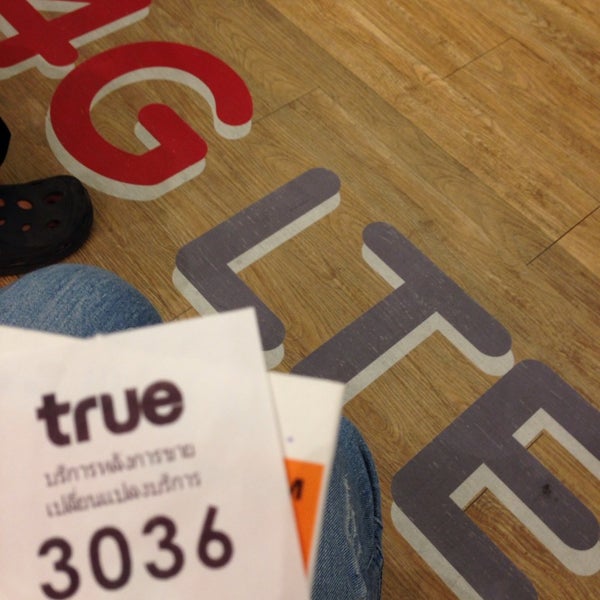 4G
LTE
true
บริการหลังการขาย
เปลี่ยนแปลงบริการ
3036
M